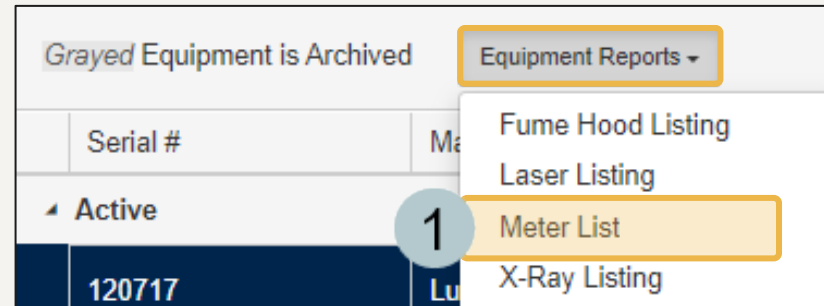 Grayed Equipment is Archived
Equipment Reports
Fume Hood Listing
Serial #
Laser Listing
Active
1
Meter List
X-Ray Listing
120717